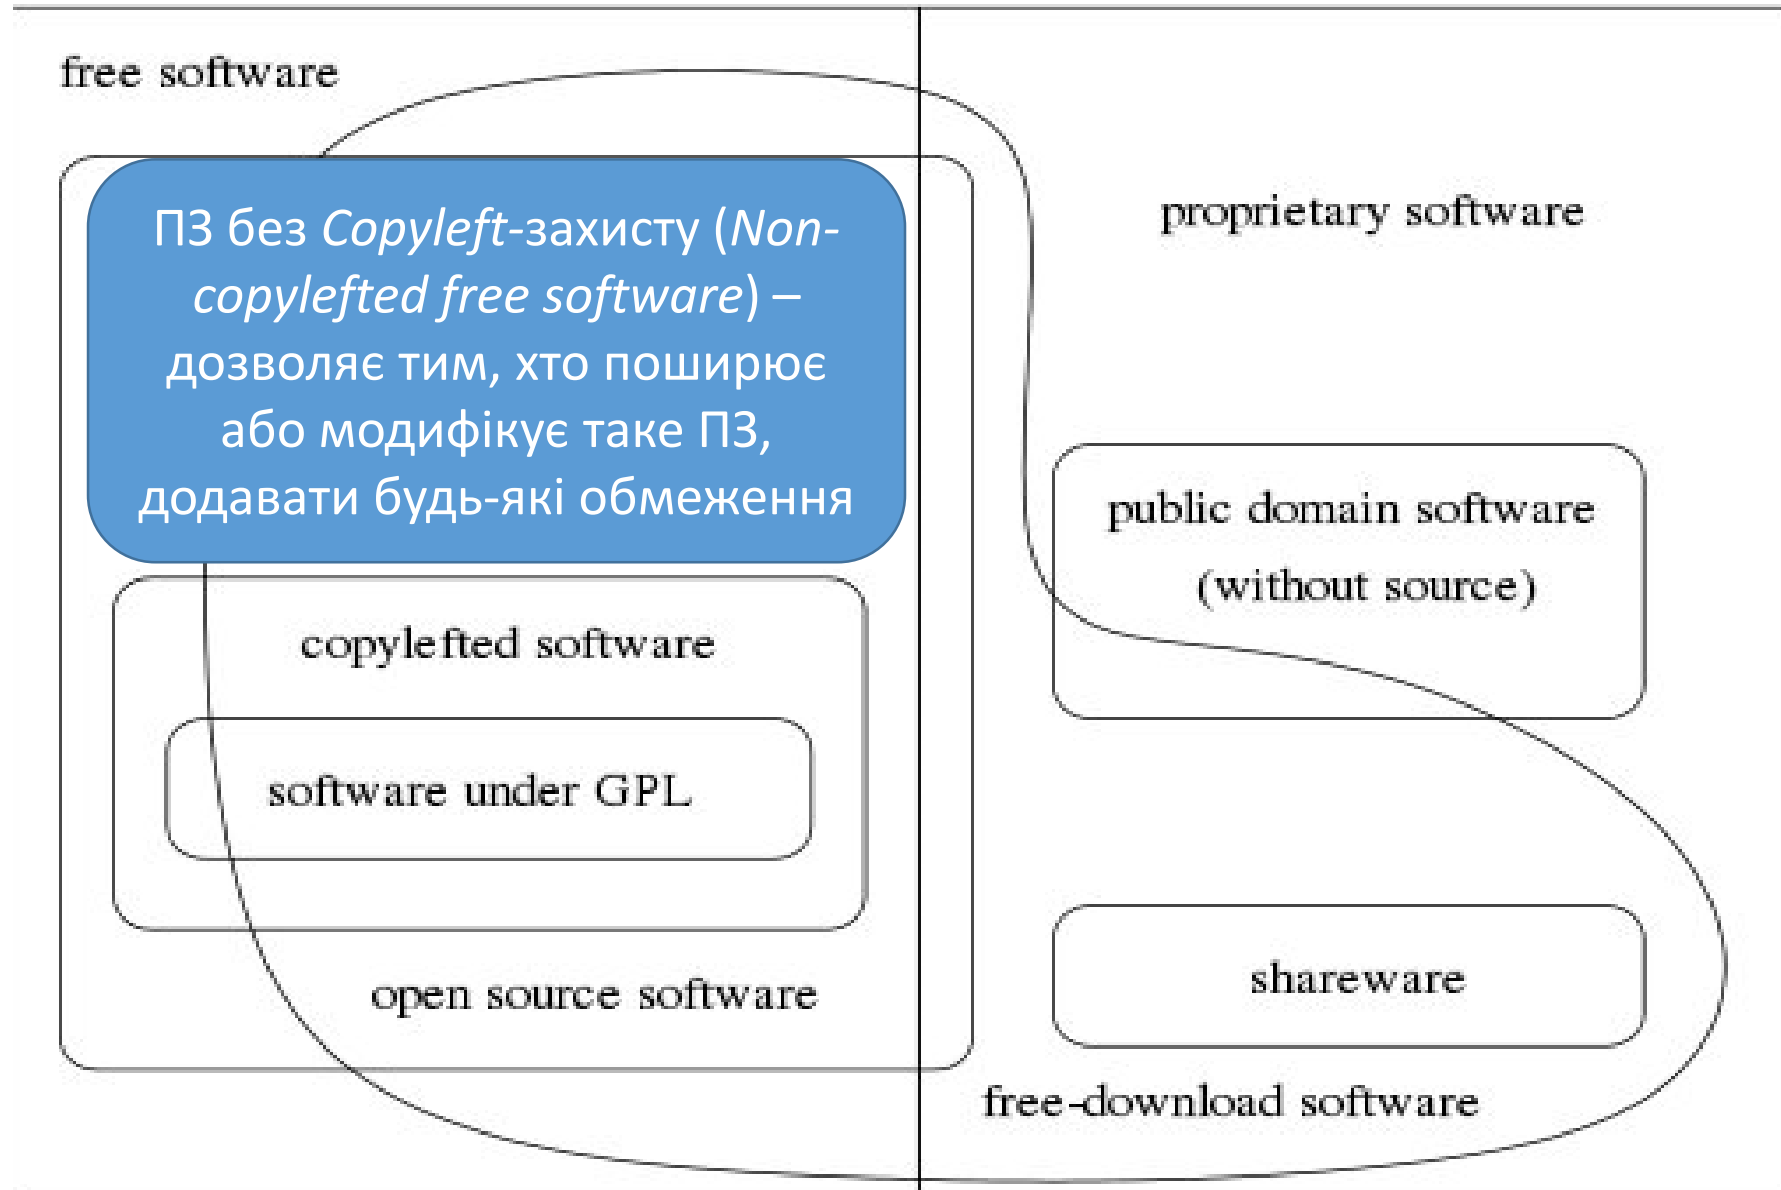 free software
ПЗ без Copyleft-захисту (Non-
copylefted free software) –
дозволяє тим, хто поширює
або модифікує таке ПЗ,
додавати будь-які обмеження
copylefted software
software under GPL
open source software
proprietary software
public domain software
(without source)
shareware
free-download software